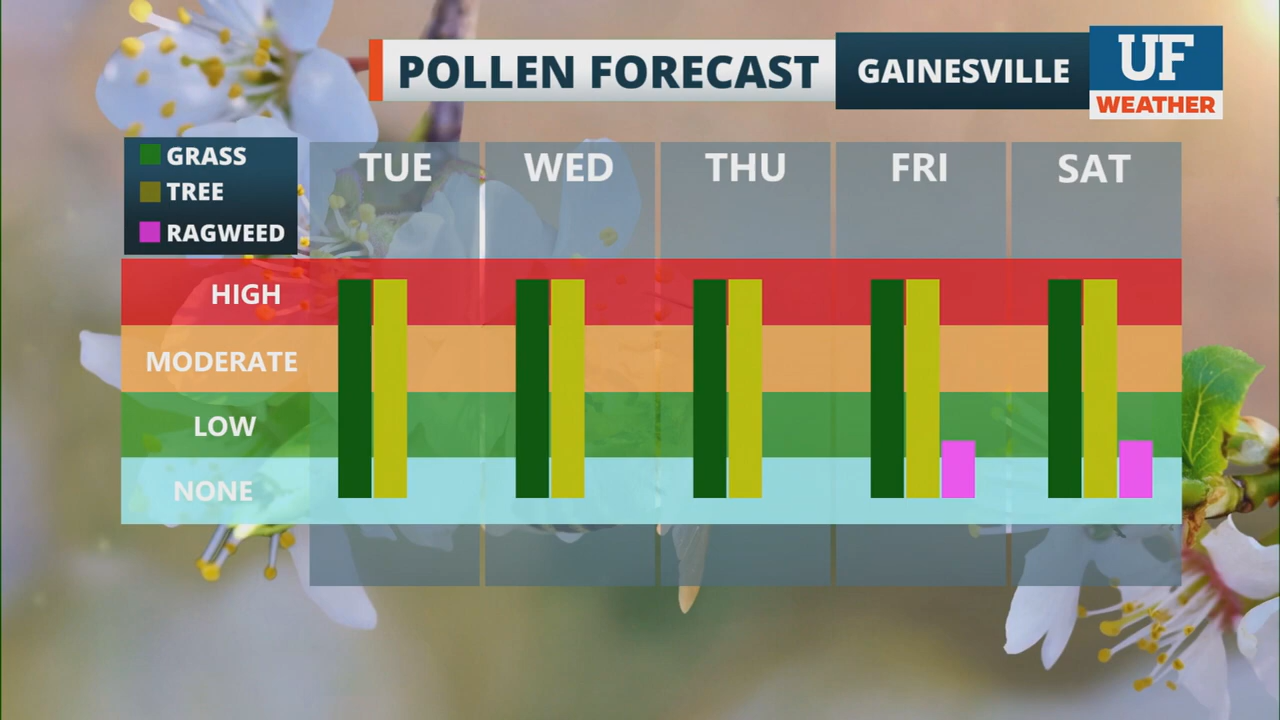 POLLEN FORECAST
GAINESVILLE
UF
WEATHER
GRASS
TREE
RAGWEED
TUE WED THU FRI SAT
HIGH
MODERATE
LOW
NONE